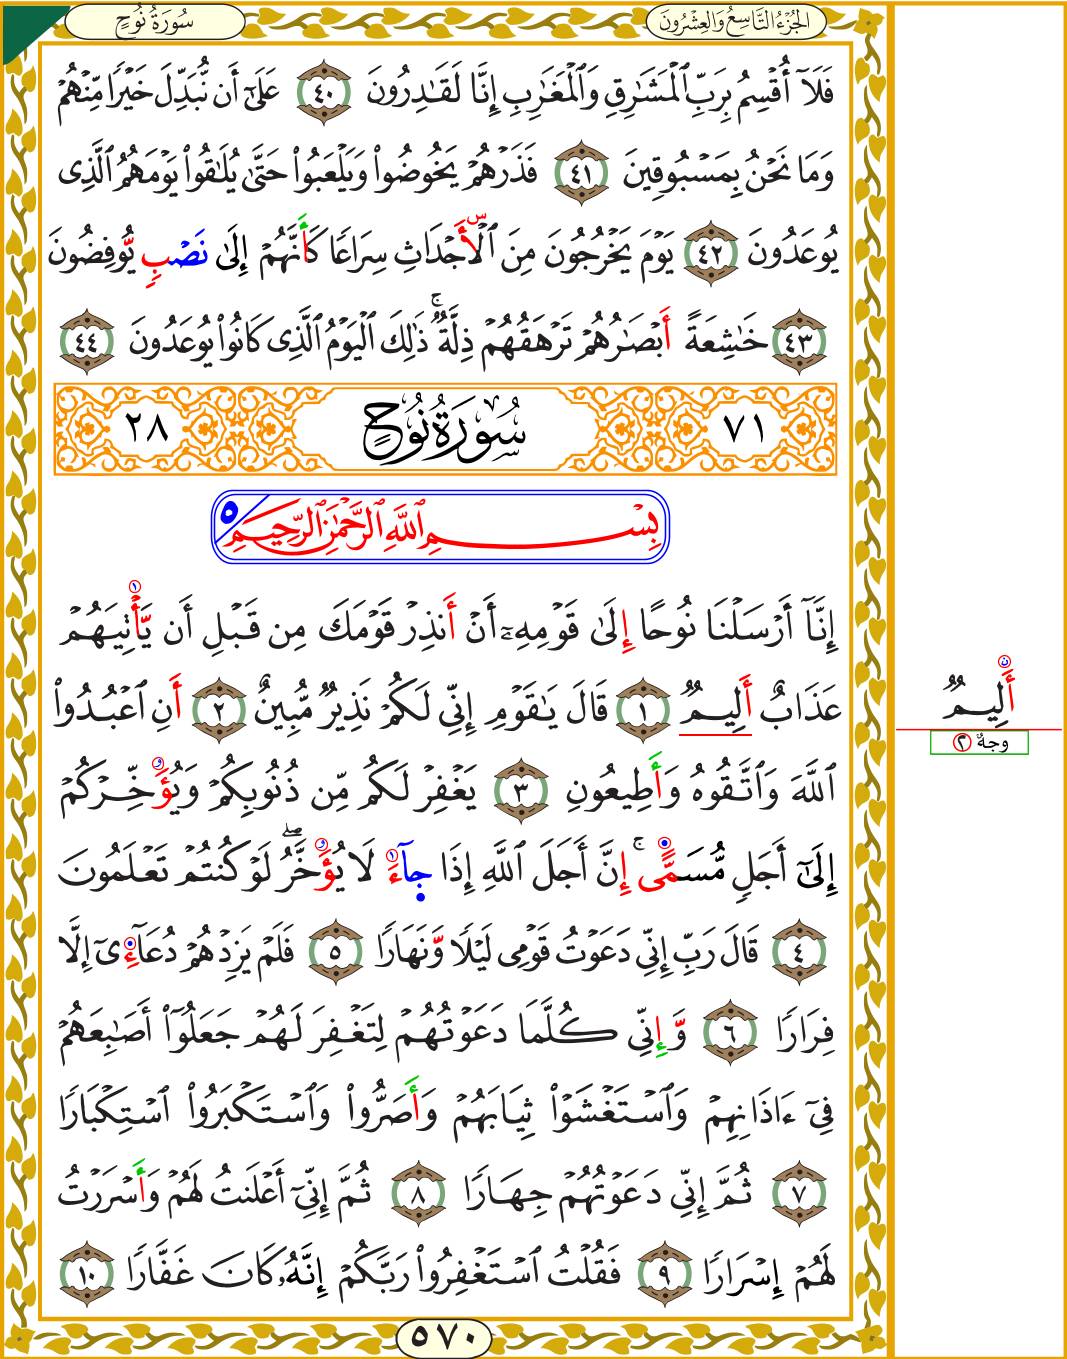 الجُزْءُ التَّاسِعُ وَالعِشْرُونَ سُورَةُ نُوحٍ
فَلَآ أُقْسِمُ بِرَبِّ ٱلْمَشَٰرِقِ وَٱلْمَغَٰرِبِ إِنَّا لَقَٰدِرُونَ ٤٠ عَلَىٰٓ أَن نُّبَدِّلَ خَيْرًا مِّنْهُمْ
وَمَا نَحْنُ بِمَسْبُوقِينَ ٤١ فَذَرْهُمْ يَخُوضُوا۟ وَيَلْعَبُوا۟ حَتَّىٰ يُلَٰقُوا۟ يَوْمَهُمُ ٱلَّذِى
يُوعَدُونَ ٤٢ يَوْمَ يَخْرُجُونَ مِنَ ٱلْأَجْدَاثِ سِرَاعًا كَأَنَّهُمْ إِلَىٰ نَصْبٍ يُوفِضُونَ
٤٣ خَٰشِعَةً أَبْصَٰرُهُمْ تَرْهَقُهُمْ ذِلَّةٌ ۚ ذَٰلِكَ ٱلْيَوْمُ ٱلَّذِى كَانُوا۟ يُوعَدُونَ ٤٤
٧١ سُورَةُ نُوحٍ ٢٨
بِسْمِ ٱللَّهِ ٱلرَّحْمَٰنِ ٱلرَّحِيمِ ٥
إِنَّآ أَرْسَلْنَا نُوحًا إِلَىٰ قَوْمِهِۦٓ أَنْ أَنذِرْ قَوْمَكَ مِن قَبْلِ أَن يَأْتِيَهُمْ ١
عَذَابٌ أَلِيمٌ ١ قَالَ يَٰقَوْمِ إِنِّى لَكُمْ نَذِيرٌ مُّبِينٌ ٢ أَنِ ٱعْبُدُوا۟
أَلِيمٌ ن
وجهٌ ٢
ٱللَّهَ وَٱتَّقُوهُ وَأَطِيعُونِ ٣ يَغْفِرْ لَكُم مِّن ذُنُوبِكُمْ وَيُؤَخِّرْكُمْ
إِلَىٰٓ أَجَلٍ مُّسَمًّى ۚ إِنَّ أَجَلَ ٱللَّهِ إِذَا جَآءَ لَا يُؤَخَّرُ ۖ لَوْ كُنتُمْ تَعْلَمُونَ
٤ قَالَ رَبِّ إِنِّى دَعَوْتُ قَوْمِى لَيْلًا وَنَهَارًا ٥ فَلَمْ يَزِدْهُمْ دُعَآءِىٓ إِلَّا
فِرَارًا ٦ وَإِنِّى كُلَّمَا دَعَوْتُهُمْ لِتَغْفِرَ لَهُمْ جَعَلُوٓا۟ أَصَٰبِعَهُمْ
فِىٓ ءَاذَانِهِمْ وَٱسْتَغْشَوْا۟ ثِيَابَهُمْ وَأَصَرُّوا۟ وَٱسْتَكْبَرُوا۟ ٱسْتِكْبَارًا
٧ ثُمَّ إِنِّى دَعَوْتُهُمْ جِهَارًا ٨ ثُمَّ إِنِّىٓ أَعْلَنتُ لَهُمْ وَأَسْرَرْتُ
لَهُمْ إِسْرَارًا ٩ فَقُلْتُ ٱسْتَغْفِرُوا۟ رَبَّكُمْ إِنَّهُۥ كَانَ غَفَّارًا ١٠
٥٧٠